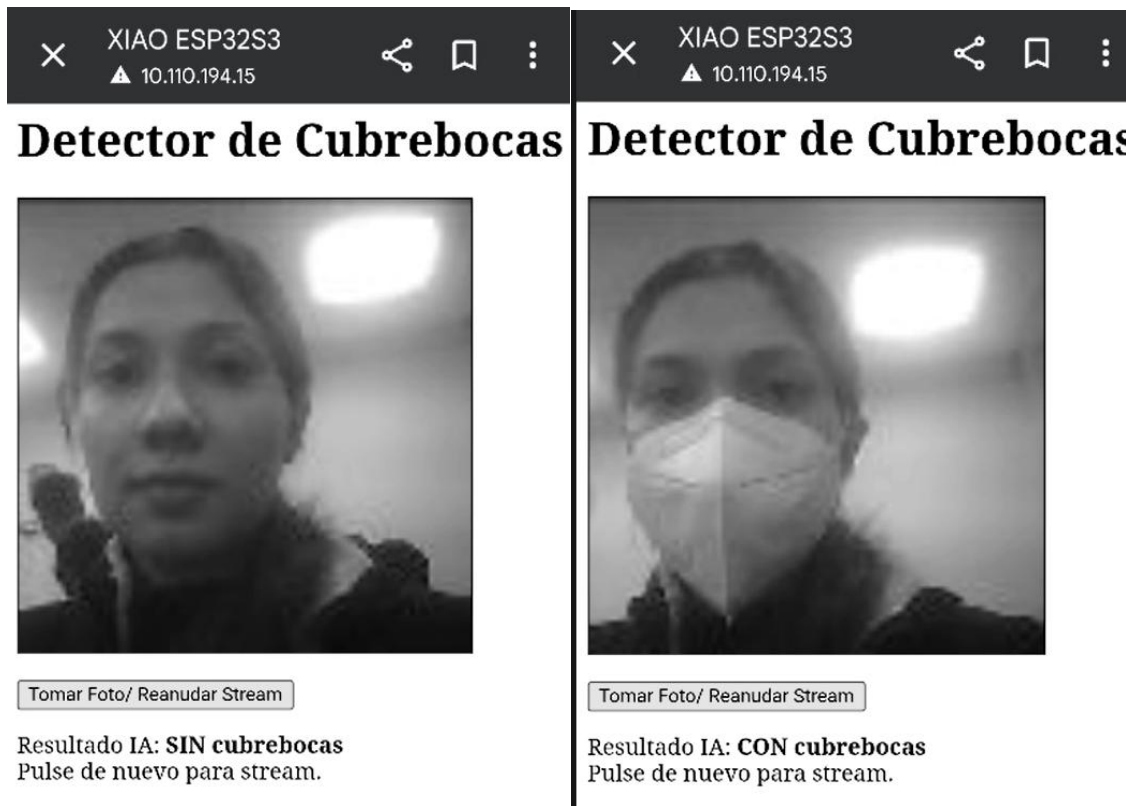 XIAO ESP32S3
10.110.194.15
Detector de Cubrebocas
Tomar Foto/ Reanudar Stream
Resultado IA: SIN cubrebocas
Pulse de nuevo para stream.
XIAO ESP32S3
10.110.194.15
Detector de Cubrebocas
Tomar Foto/ Reanudar Stream
Resultado IA: CON cubrebocas
Pulse de nuevo para stream.